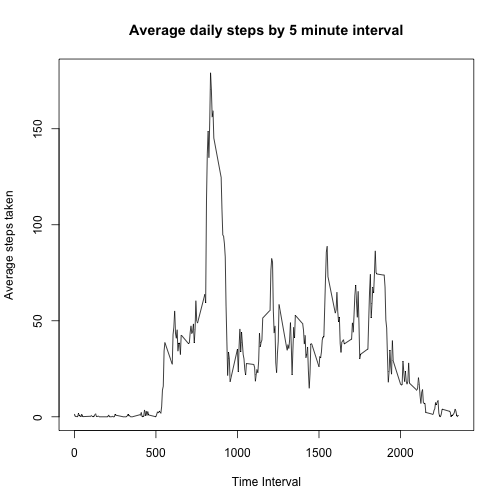 Average daily steps by 5 minute interval
Average steps taken
150
100
50
0
0 500 1000 1500 2000
Time Interval